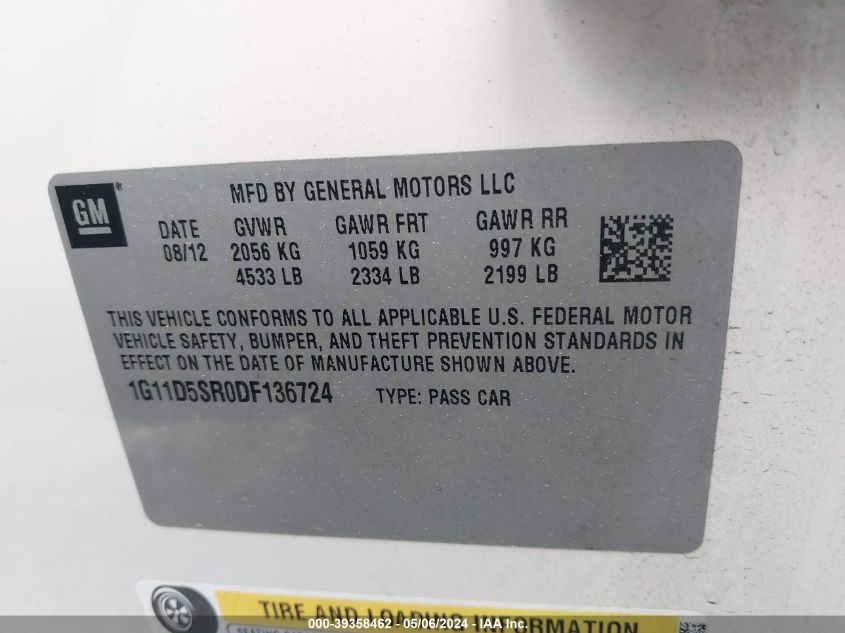 GM ®
MFD BY GENERAL MOTORS LLC
DATE GVWR GAWR FRT GAWR RR
08/12 2056 KG 1059 KG 997 KG
4533 LB 2334 LB 2199 LB
THIS VEHICLE CONFORMS TO ALL APPLICABLE U.S. FEDERAL MOTOR
VEHICLE SAFETY, BUMPER, AND THEFT PREVENTION STANDARDS IN
EFFECT ON THE DATE OF MANUFACTURE SHOWN ABOVE.
1G11D5SR0DF136724 TYPE: PASS CAR
TIRE AND LOADING INFORMATION
000-39358462 - 05/06/2024 - IAA Inc.